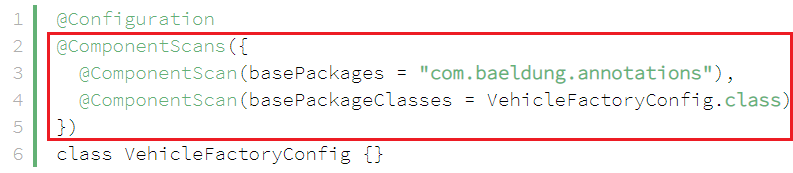 1 @Configuration
2 @ComponentScans({
3   @ComponentScan(basePackages = "com.baeldung.annotations"),
4   @ComponentScan(basePackageClasses = VehicleFactoryConfig.class)
5 })
6 class VehicleFactoryConfig {}